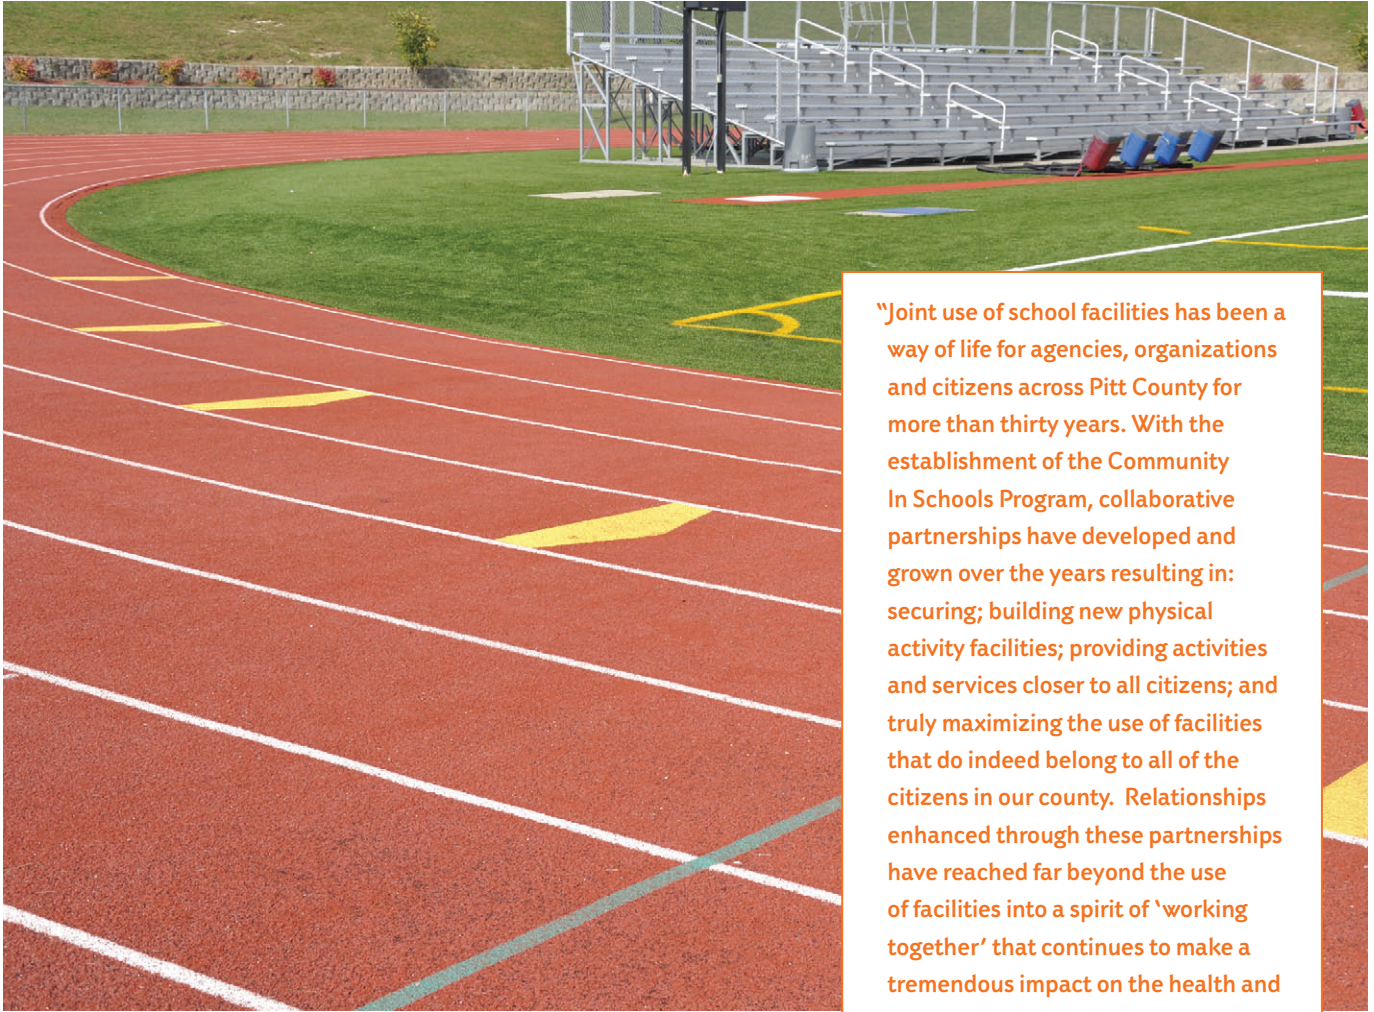 “Joint use of school facilities has been a
way of life for agencies, organizations
and citizens across Pitt County for
more than thirty years. With the
establishment of the Community
In Schools Program, collaborative
partnerships have developed and
grown over the years resulting in:
securing; building new physical
activity facilities; providing activities
and services closer to all citizens; and
truly maximizing the use of facilities
that do indeed belong to all of the
citizens in our county.  Relationships
enhanced through these partnerships
have reached far beyond the use
of facilities into a spirit of ‘working
together’ that continues to make a
tremendous impact on the health and